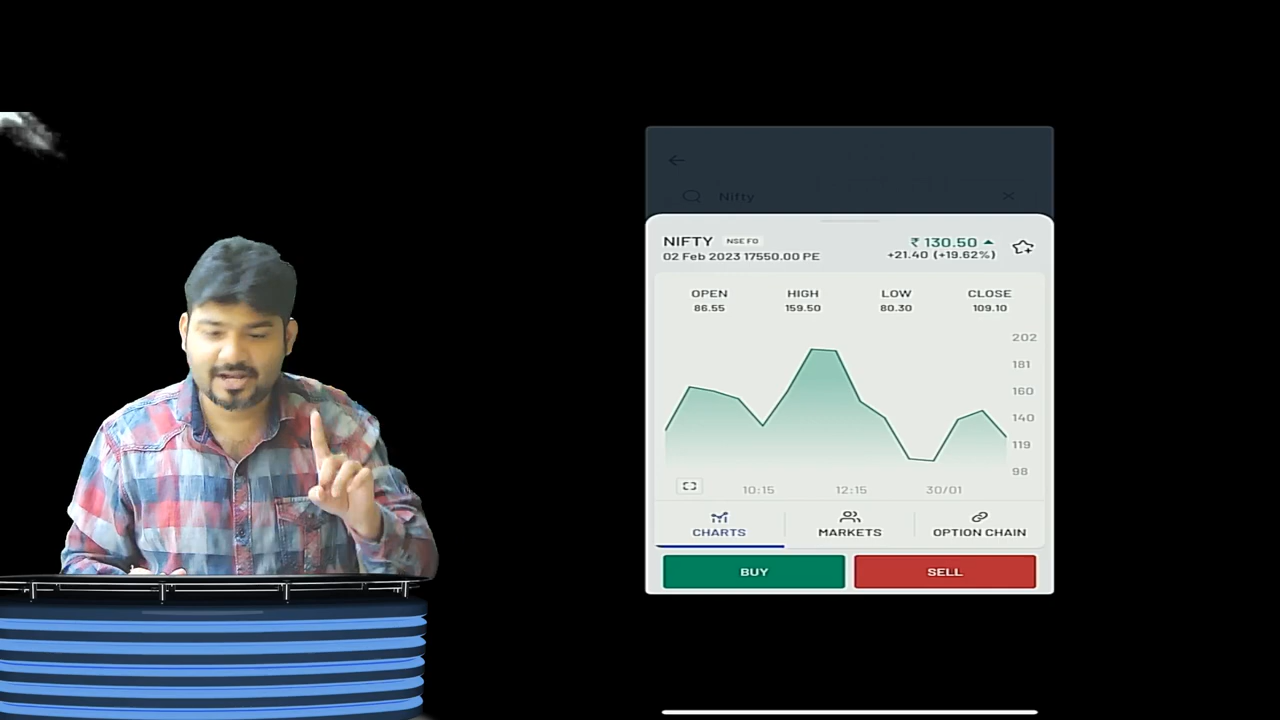 Nifty
NIFTY NSE FO
₹ 130.50
02 Feb 2023 17550.00 PE
+21.40 (+19.62%)
OPEN HIGH LOW CLOSE
86.55 159.50 80.30 109.10
202
181
160
140
119
98
10:15 12:15 30/01
CHARTS MARKETS OPTION CHAIN
BUY SELL